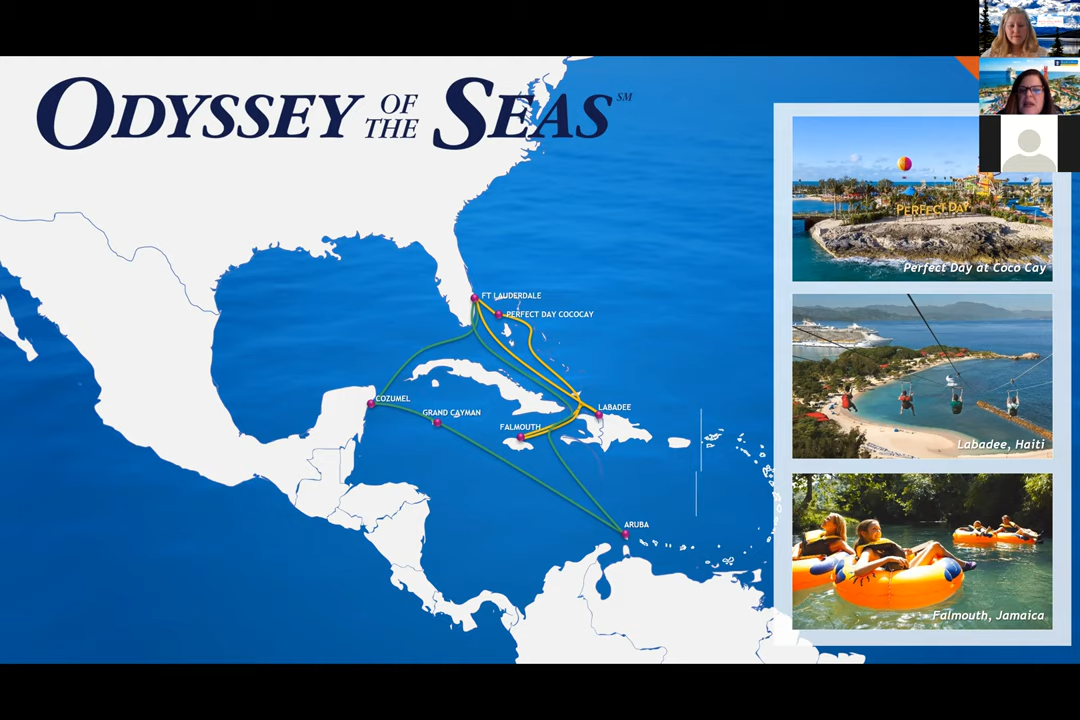 ODYSSEY OF THE SEAS SM
FT LAUDERDALE
PERFECT DAY COCOCAY
COZUMEL
GRAND CAYMAN
FALMOUTH
LABADEE
ARUBA
PERFECT DAY
Perfect Day at Coco Cay
Labadee, Haiti
Falmouth, Jamaica